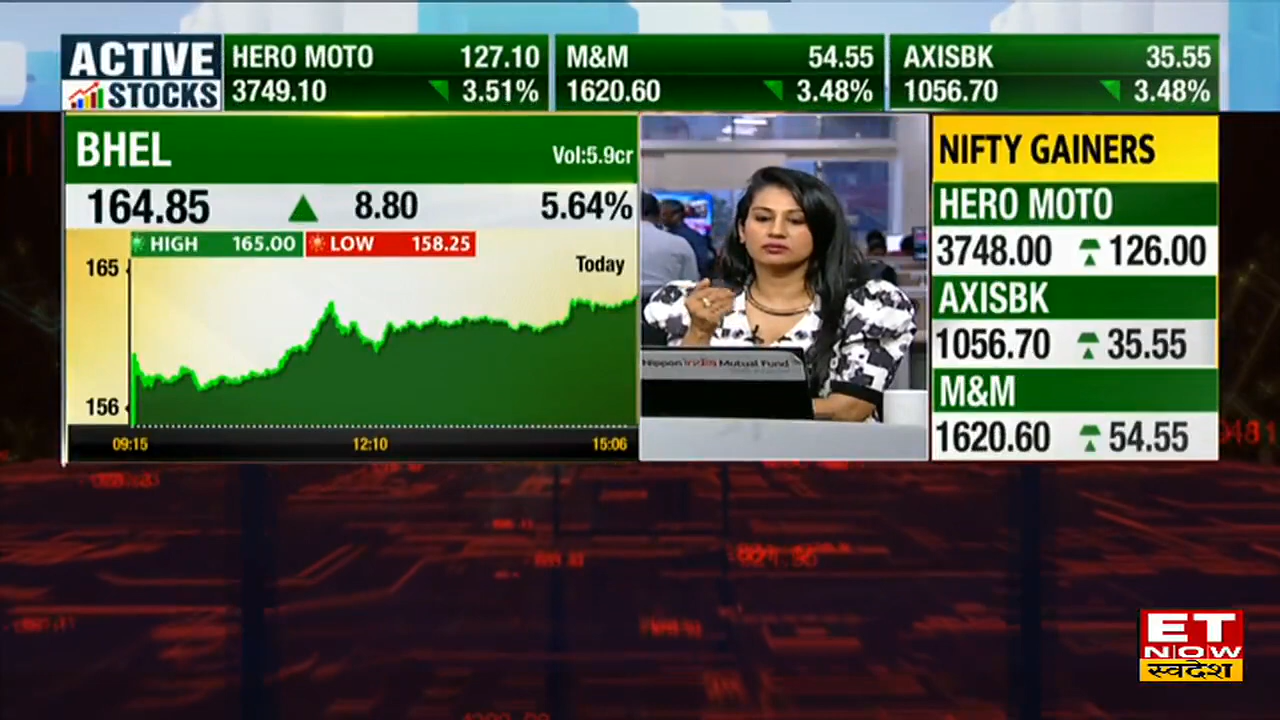 ACTIVE
STOCKS
HERO MOTO 127.10
3749.10 3.51%
M&M 54.55
1620.60 3.48%
AXISBK 35.55
1056.70 3.48%
BHEL
Vol:5.9cr
164.85 8.80 5.64%
HIGH 165.00 LOW 158.25
165
Today
156
09:15 12:10 15:06
Nippon India Mutual Fund
NIFTY GAINERS
HERO MOTO
3748.00 126.00
AXISBK
1056.70 35.55
M&M
1620.60 54.55
ET
NOW
स्वदेश